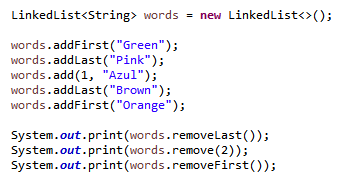 LinkedList<String> words = new LinkedList<>();
words.addFirst("Green");
words.addLast("Pink");
words.add(1, "Azul");
words.addLast("Brown");
words.addFirst("Orange");
System.out.print(words.removeLast());
System.out.print(words.remove(2));
System.out.print(words.removeFirst());